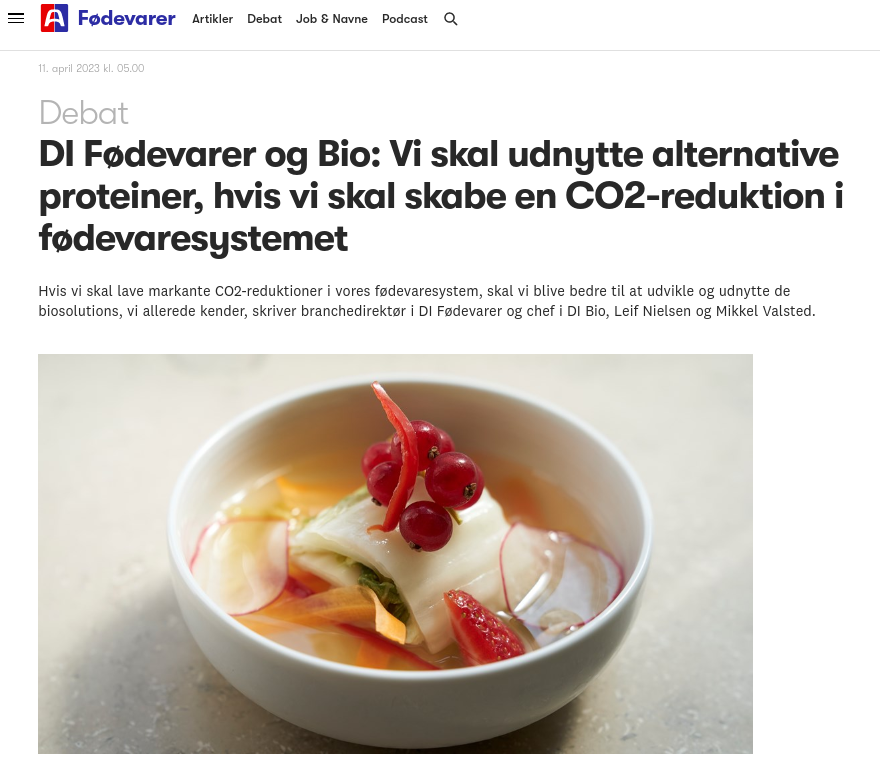 Fødevarer Artikler Debat Job & Navne Podcast
11. april 2023 kl. 05.00
Debat
DI Fødevarer og Bio: Vi skal udnytte alternative
proteiner, hvis vi skal skabe en CO2-reduktion i
fødevaresystemet
Hvis vi skal lave markante CO2-reduktioner i vores fødevaresystem, skal vi blive bedre til at udvikle og udnytte de
biosolutions, vi allerede kender, skriver branchedirektør i DI Fødevarer og chef i DI Bio, Leif Nielsen og Mikkel Valsted.